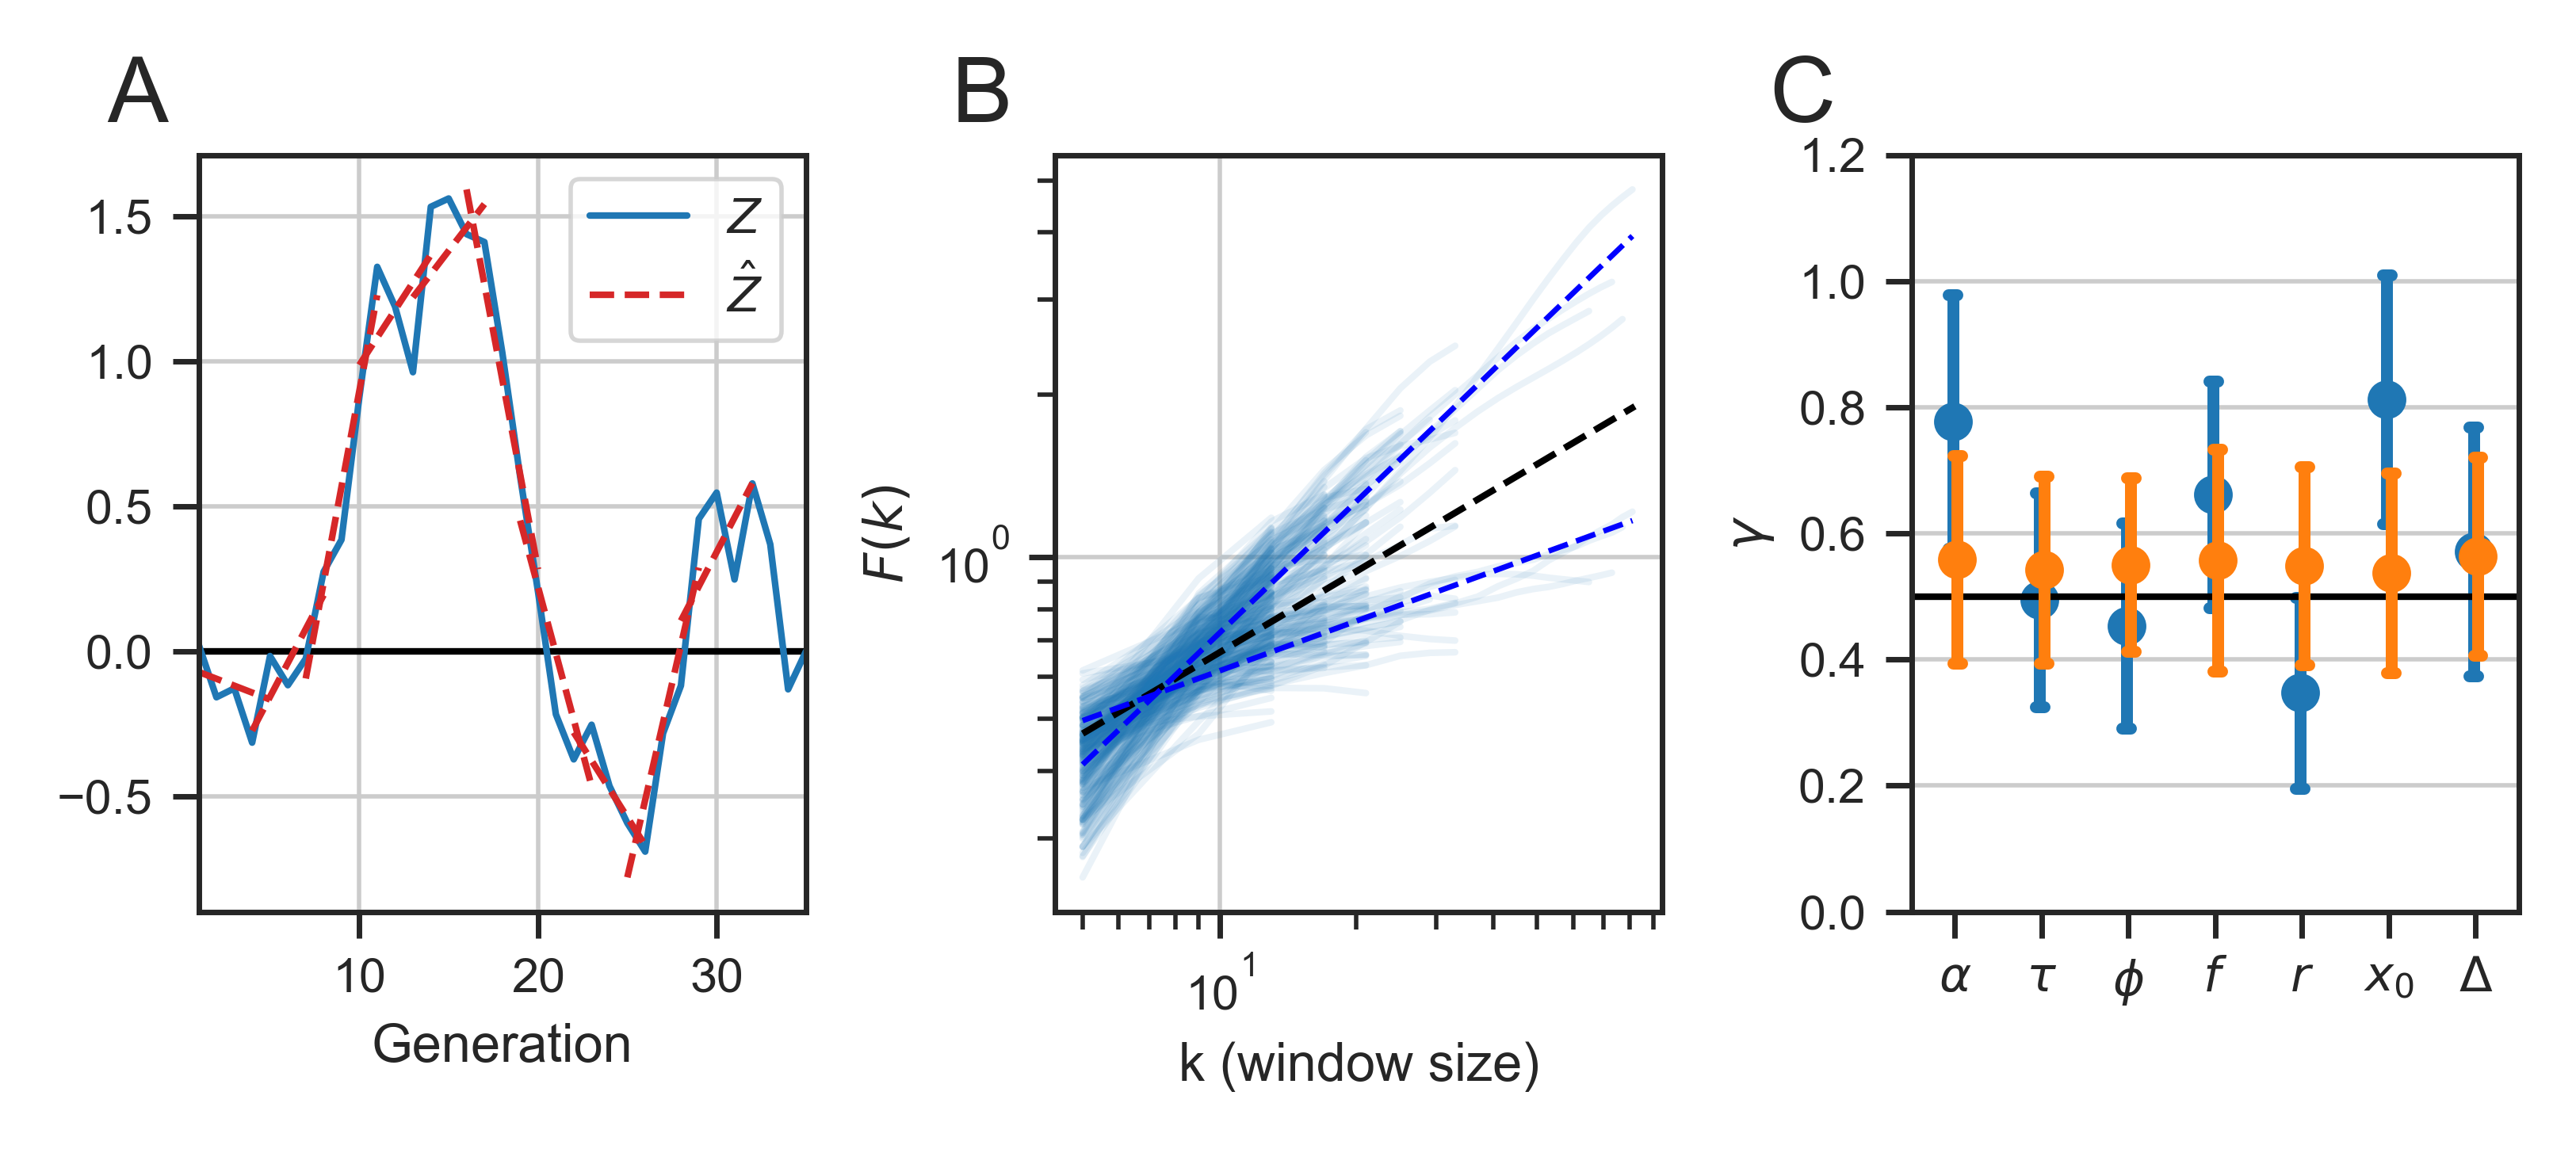 A
B
C
1.5
1.0
0.5
0.0
−0.5
Z
Ẑ
10
20
30
Generation
F(k)
10⁰
10¹
k (window size)
γ
1.2
1.0
0.8
0.6
0.4
0.2
0.0
α τ ϕ f r x₀ Δ